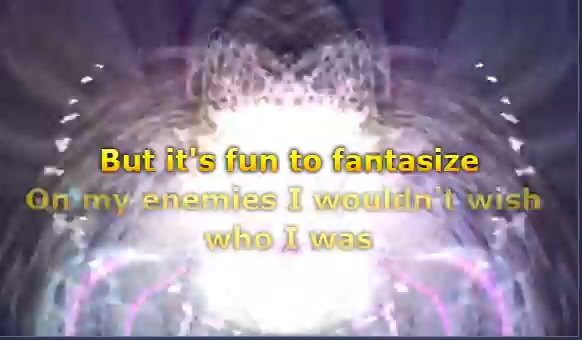 But it's fun to fantasize
On my enemies I wouldn't wish
who I was